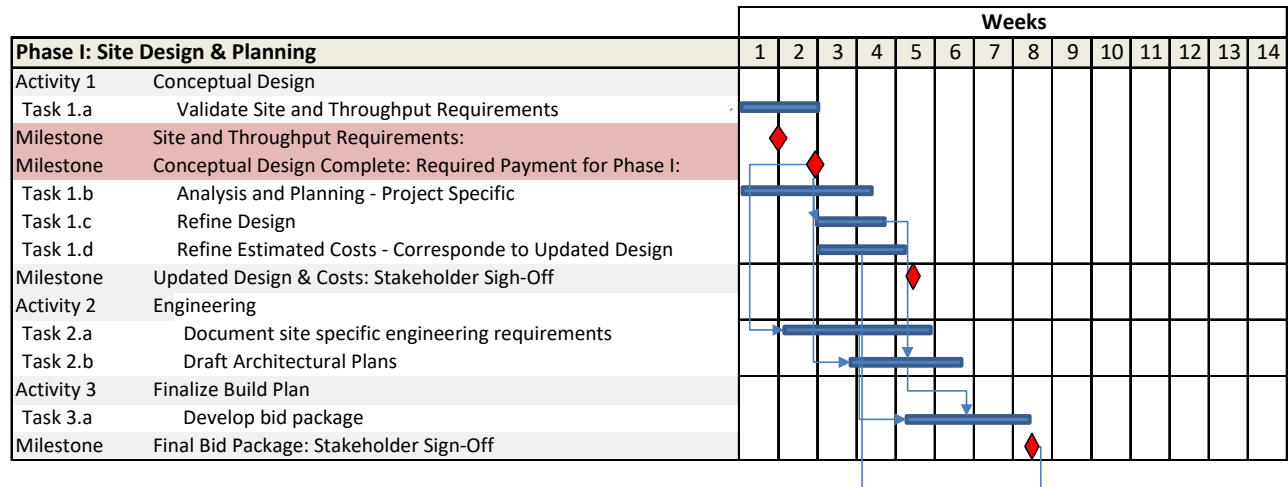 Weeks
Phase I: Site Design & Planning 1 2 3 4 5 6 7 8 9 10 11 12 13 14
Activity 1 Conceptual Design
Task 1.a Validate Site and Throughput Requirements
Milestone Site and Throughput Requirements:
Milestone Conceptual Design Complete: Required Payment for Phase I:
Task 1.b Analysis and Planning - Project Specific
Task 1.c Refine Design
Task 1.d Refine Estimated Costs - Corresponde to Updated Design
Milestone Updated Design & Costs: Stakeholder Sigh-Off
Activity 2 Engineering
Task 2.a Document site specific engineering requirements
Task 2.b Draft Architectural Plans
Activity 3 Finalize Build Plan
Task 3.a Develop bid package
Milestone Final Bid Package: Stakeholder Sign-Off